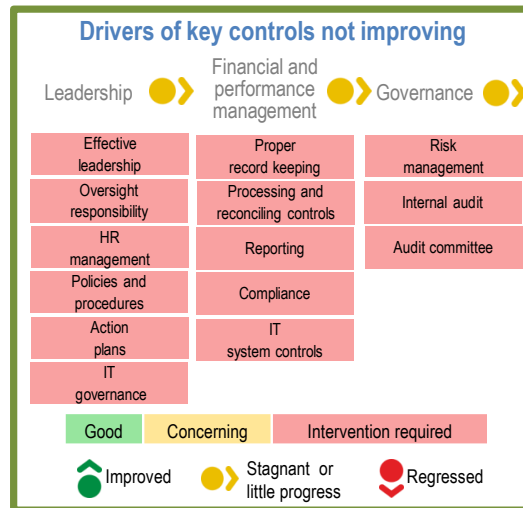 Drivers of key controls not improving
Leadership
Financial and
performance
management
Governance
Effective
leadership
Oversight
responsibility
HR
management
Policies and
procedures
Action
plans
IT
governance
Proper
record keeping
Processing and
reconciling controls
Reporting
Compliance
IT
system controls
Risk
management
Internal audit
Audit committee
Good
Concerning
Intervention required
Improved
Stagnant or
little progress
Regressed